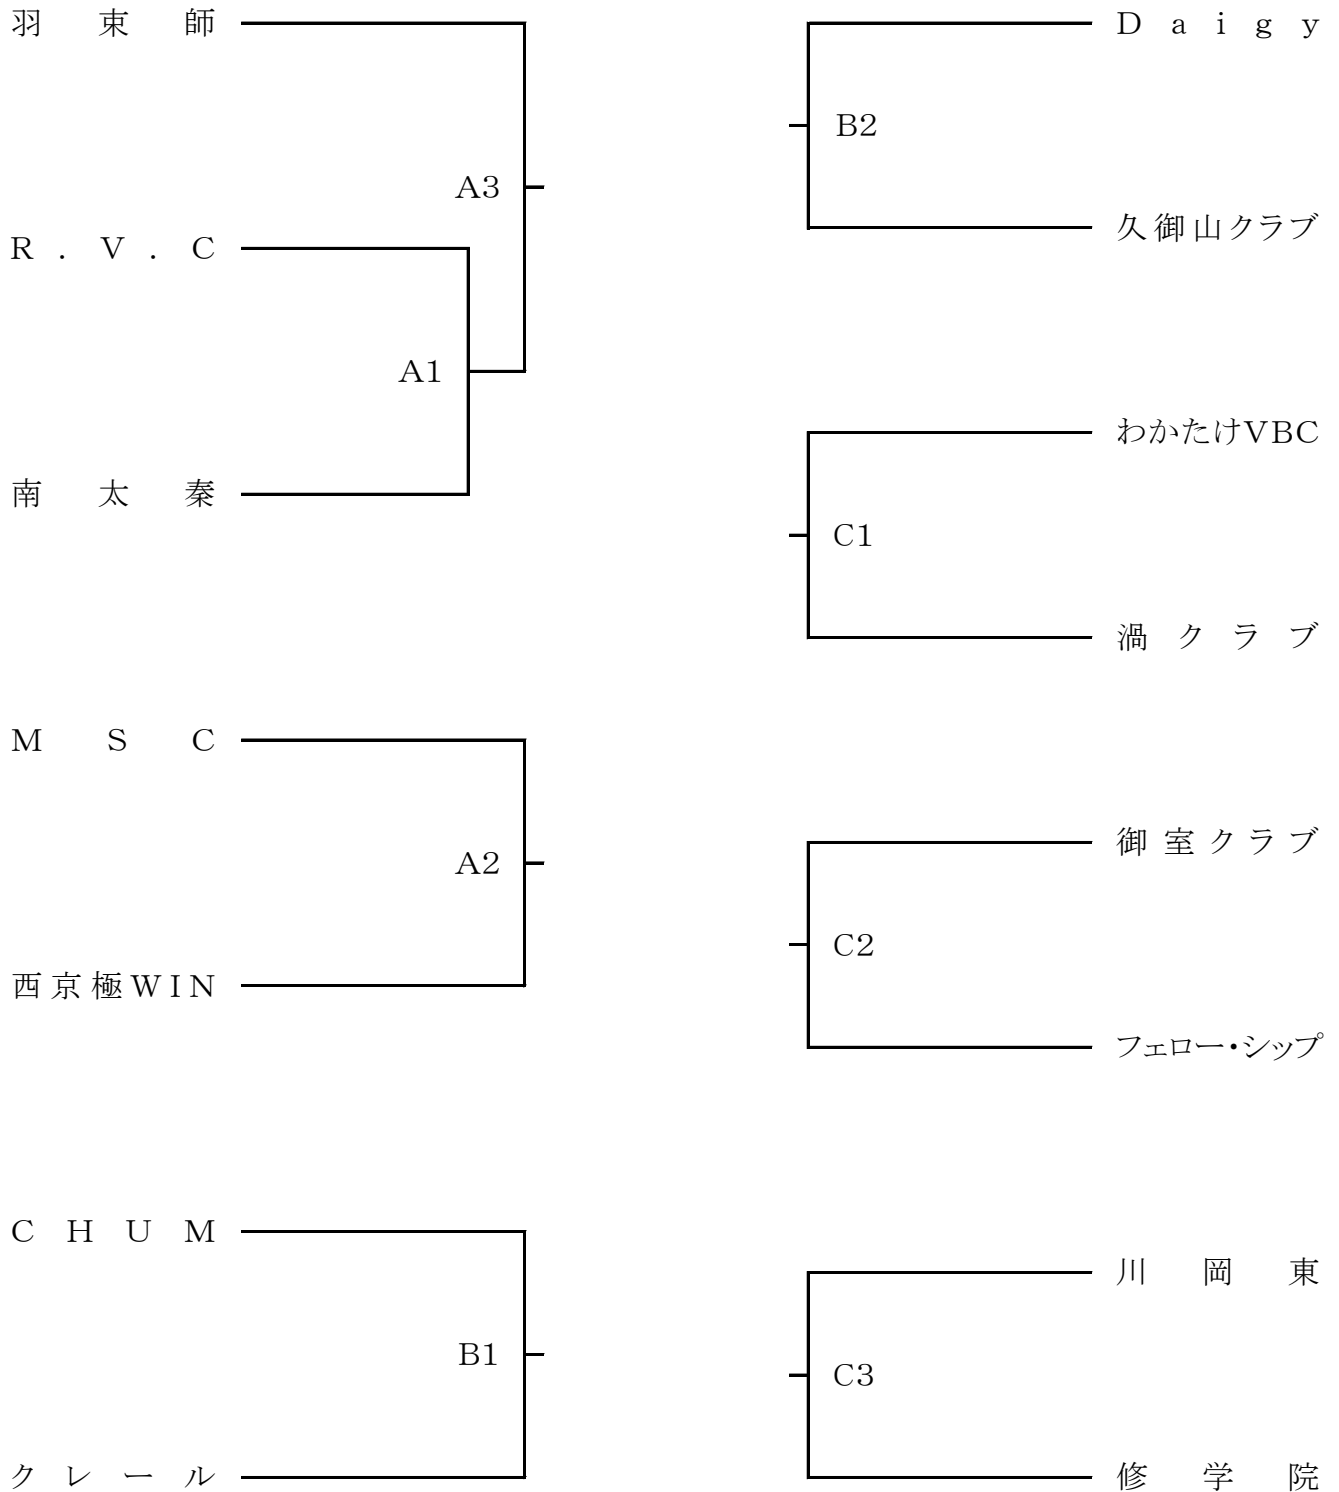 羽東師
A3
R.V.C
A1
南太秦
MSC
A2
西京極WIN
CHUM
B1
クレール
Daigy
B2
久御山クラブ
わかたけVBC
C1
渦クラブ
御室クラブ
C2
フェロー・シップ
川岡東
C3
修学院